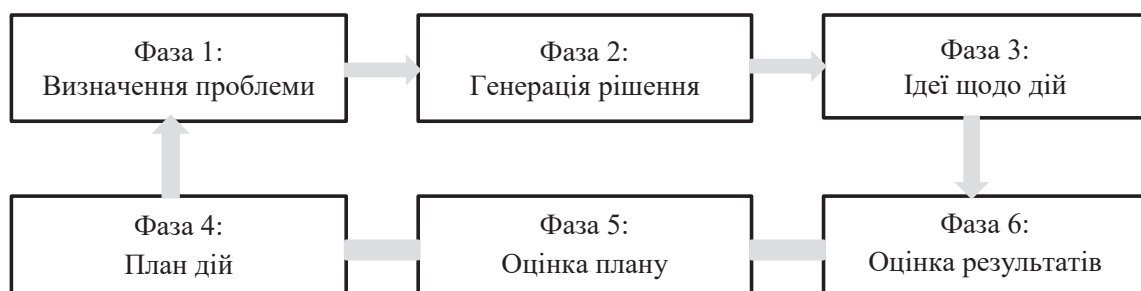 Фаза 1:
Визначення проблеми
Фаза 2:
Генерація рішення
Фаза 3:
Ідеї щодо дій
Фаза 4:
План дій
Фаза 5:
Оцінка плану
Фаза 6:
Оцінка результатів